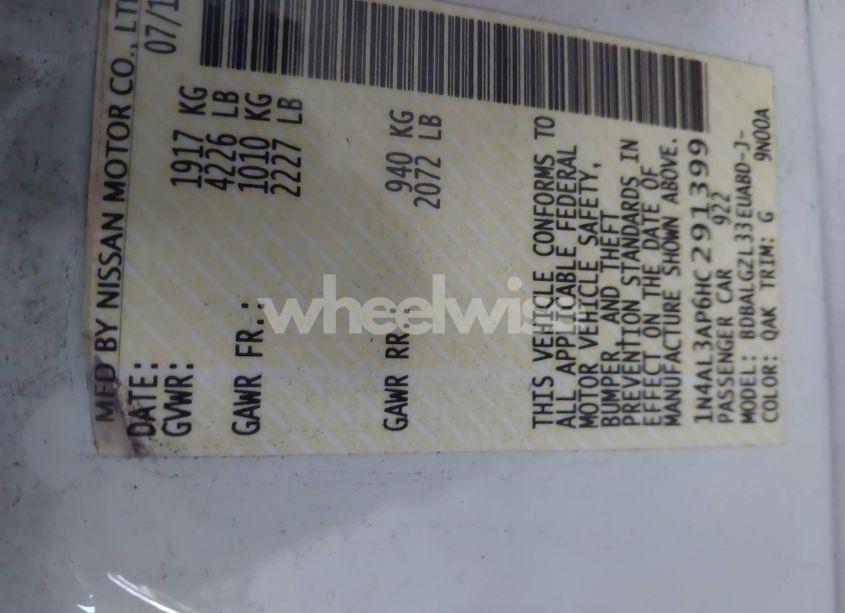 MFD BY NISSAN MOTOR CO., LT
DATE: 07/1
GVWR: 1917 KG
4226 LB
GAWR FR.: 1010 KG
2227 LB
GAWR RR.: 940 KG
2072 LB
THIS VEHICLE CONFORMS TO
ALL APPLICABLE FEDERAL
MOTOR VEHICLE SAFETY,
BUMPER, AND THEFT
PREVENTION STANDARDS IN
EFFECT ON THE DATE OF
MANUFACTURE SHOWN ABOVE.
1N4AL3AP6HC291399
PASSENGER CAR 922
MODEL: BDBALGZL33EUABD-J-
COLOR: QAK TRIM: G 9N00A
wheelwise